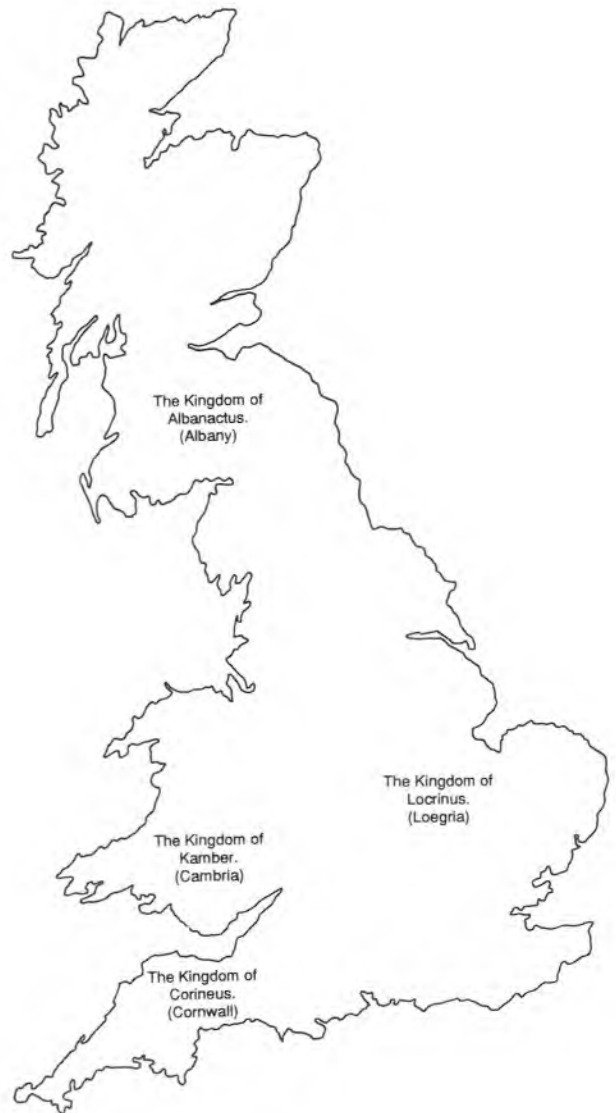 The Kingdom of
Albanactus.
(Albany)
The Kingdom of
Locrinus.
(Loegria)
The Kingdom of
Kamber.
(Cambria)
The Kingdom of
Corineus.
(Cornwall)